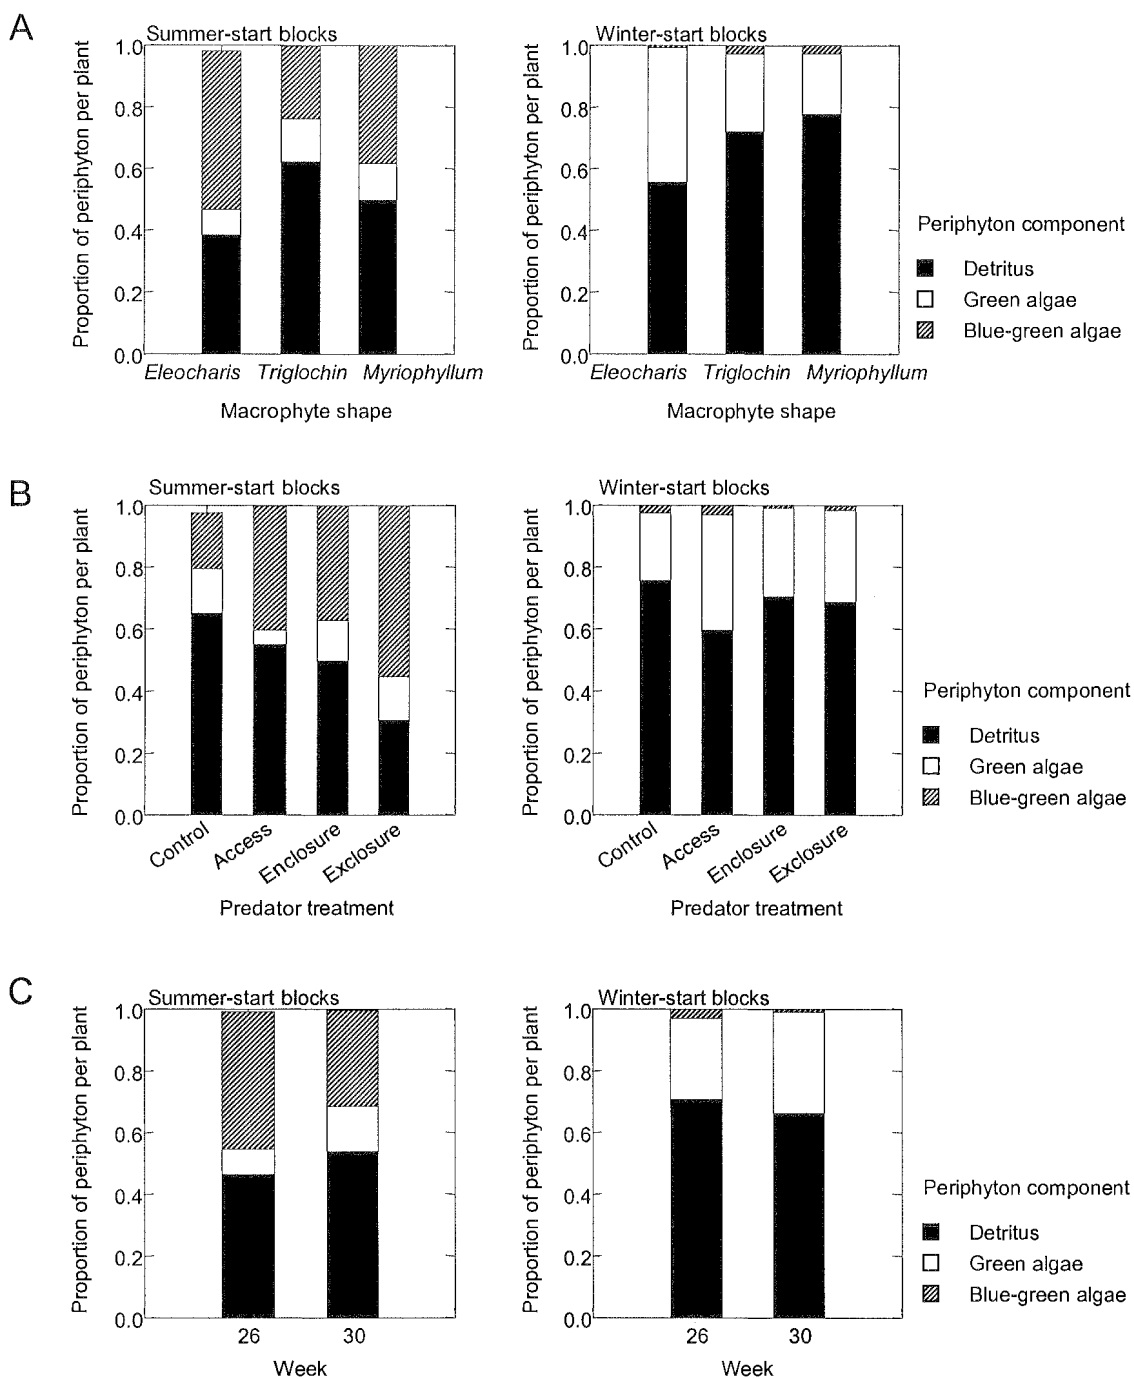 A
Summer-start blocks
Winter-start blocks
Proportion of periphyton per plant
1.0
0.8
0.6
0.4
0.2
0.0
Eleocharis Triglochin Myriophyllum
Macrophyte shape
Proportion of periphyton per plant
1.0
0.8
0.6
0.4
0.2
0.0
Eleocharis Triglochin Myriophyllum
Macrophyte shape
Periphyton component
Detritus
Green algae
Blue-green algae
B
Summer-start blocks
Winter-start blocks
Proportion of periphyton per plant
1.0
0.8
0.6
0.4
0.2
0.0
Control Access Enclosure Exclosure
Predator treatment
Proportion of periphyton per plant
1.0
0.8
0.6
0.4
0.2
0.0
Control Access Enclosure Exclosure
Predator treatment
Periphyton component
Detritus
Green algae
Blue-green algae
C
Summer-start blocks
Winter-start blocks
Proportion of periphyton per plant
1.0
0.8
0.6
0.4
0.2
0.0
26 30
Week
Proportion of periphyton per plant
1.0
0.8
0.6
0.4
0.2
0.0
26 30
Week
Periphyton component
Detritus
Green algae
Blue-green algae